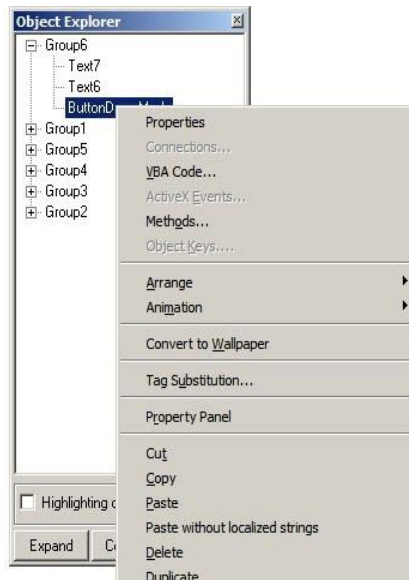 Object Explorer
Group6
Text7
Text6
Group1
Group5
Group4
Group3
Group2
Highlighting
Expand
Properties
Connections...
VBA Code...
ActiveX Events...
Methods...
Object Keys....
Arrange
Animation
Convert to Wallpaper
Tag Substitution...
Property Panel
Cut
Copy
Paste
Paste without localized strings
Delete
Duplicate